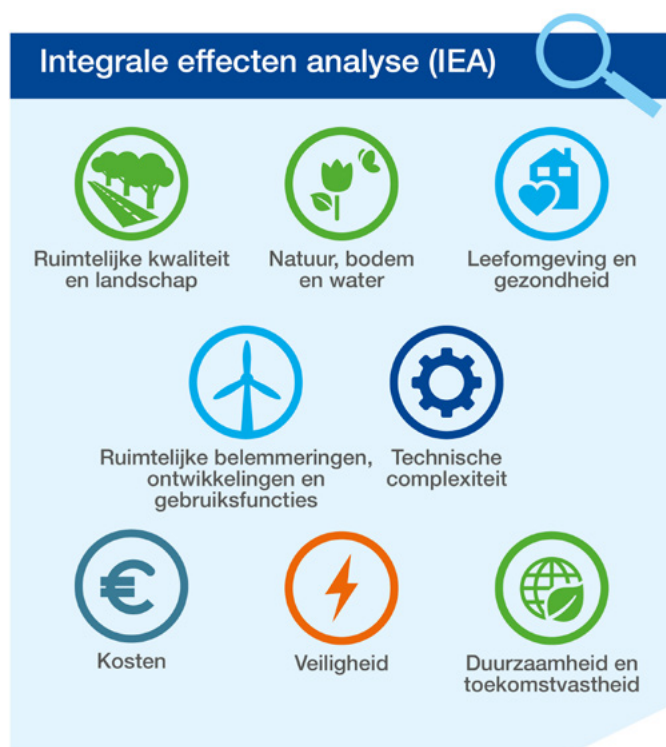 Integrale effecten analyse (IEA)
Ruimtelijke kwaliteit
en landschap
Natuur, bodem
en water
Leefomgeving en
gezondheid
Ruimtelijke belemmeringen,
ontwikkelingen en
gebruiksfuncties
Technische
complexiteit
€
Kosten
Veiligheid
Duurzaamheid en
toekomstvastheid